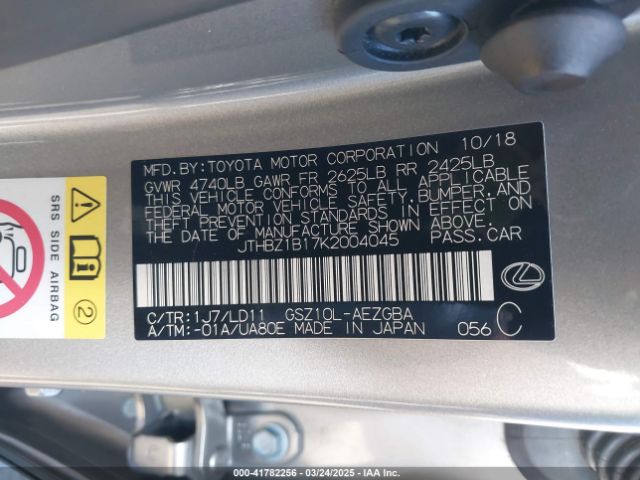 MFD.BY:TOYOTA MOTOR CORPORATION 10/18
GVWR 4740LB GAWR FR 2625LB RR 2425LB
THIS VEHICLE CONFORMS TO ALL APPLICABLE
FEDERAL MOTOR VEHICLE SAFETY,BUMPER,AND
THEFT PREVENTION STANDARDS IN EFFECT ON
THE DATE OF MANUFACTURE SHOWN ABOVE.
JTHBZ1B17K2004045 PASS.CAR
C/TR:1J7/LD11 GSZ10L-AEZGBA
A/TM:-01A/UA80E MADE IN JAPAN 056 C
SRS SIDE AIRBAG
2
000-41782256 - 03/24/2025 - IAA Inc.